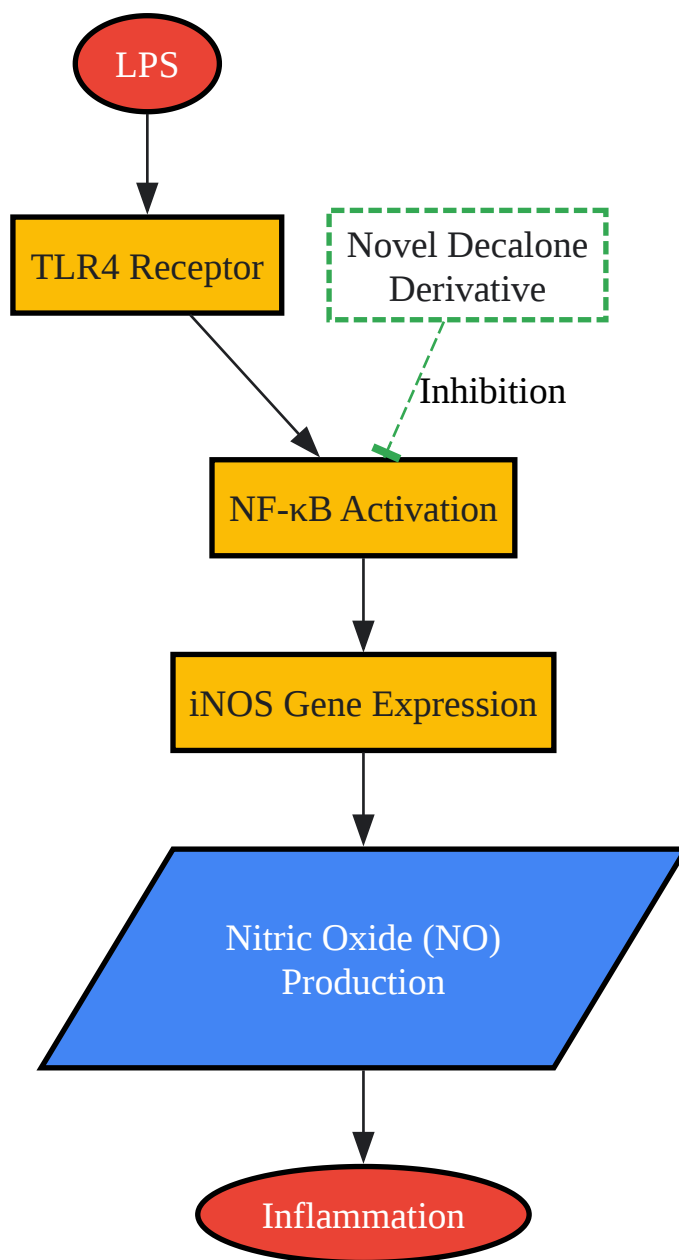 LPS
TLR4 Receptor
Novel Decalone
Derivative
Inhibition
NF-κB Activation
iNOS Gene Expression
Nitric Oxide (NO)
Production
Inflammation